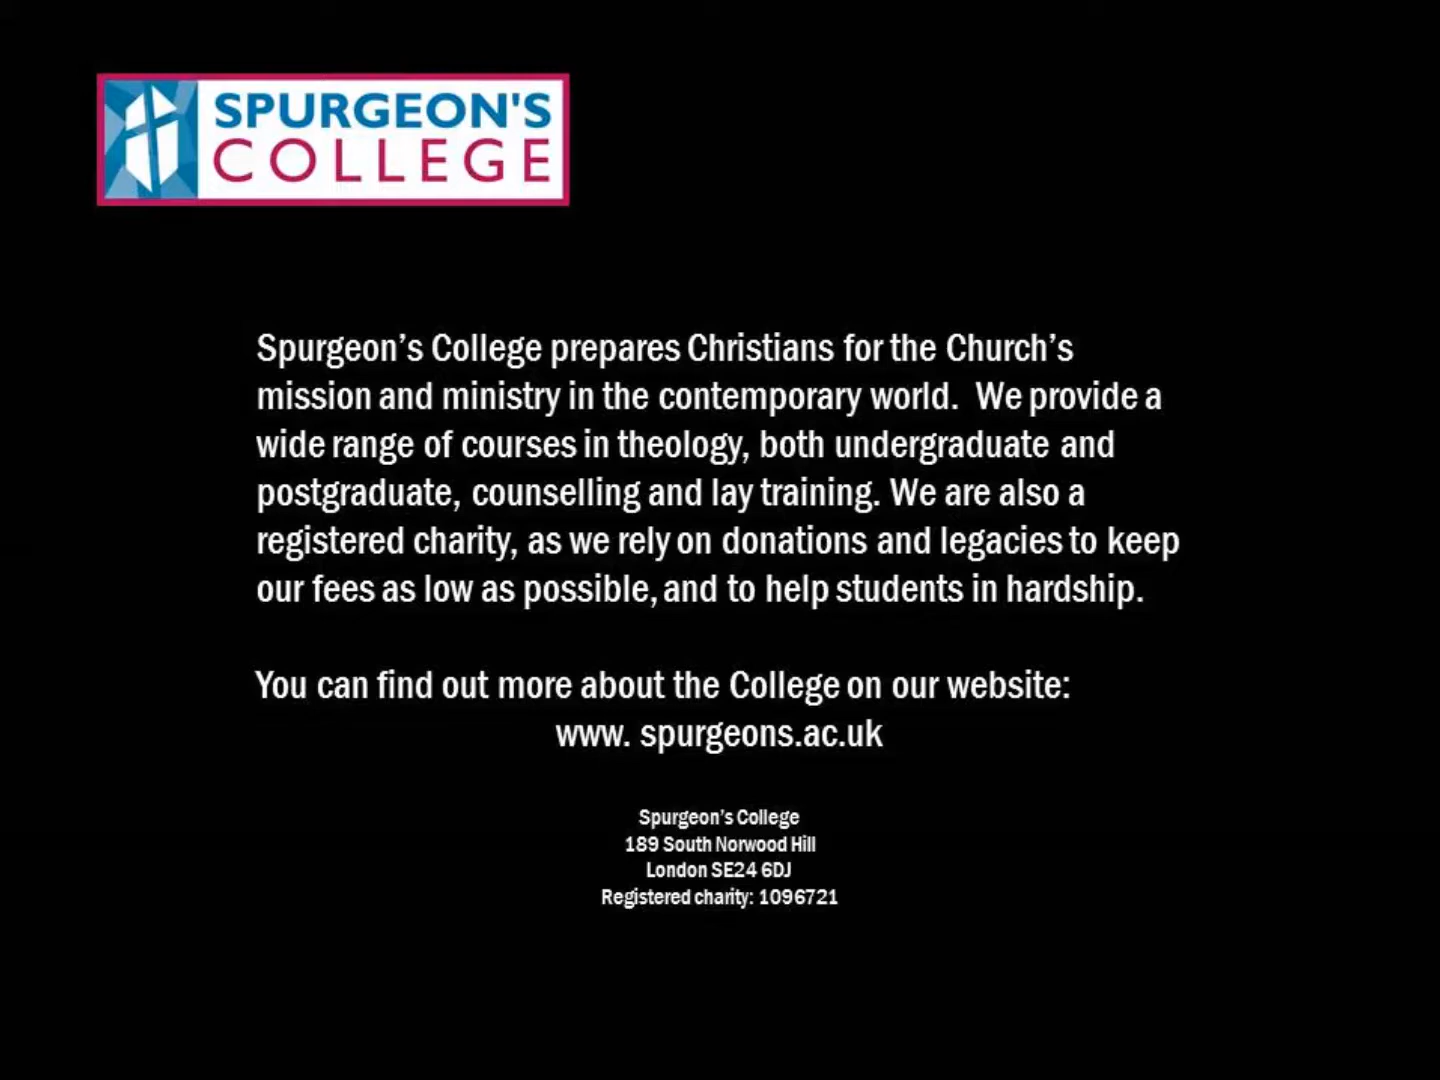 SPURGEON'S
COLLEGE
Spurgeon’s College prepares Christians for the Church’s
mission and ministry in the contemporary world.  We provide a
wide range of courses in theology, both undergraduate and
postgraduate, counselling and lay training. We are also a
registered charity, as we rely on donations and legacies to keep
our fees as low as possible, and to help students in hardship.
You can find out more about the College on our website:
www. spurgeons.ac.uk
Spurgeon’s College
189 South Norwood Hill
London SE24 6DJ
Registered charity: 1096721